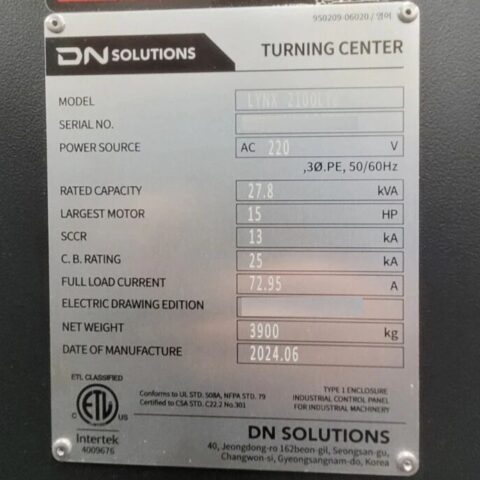 950209-06020 / 영어
DN SOLUTIONS
TURNING CENTER
MODEL LYNX 2100LYB
SERIAL NO.
POWER SOURCE AC 220 V
,3Ø.PE, 50/60Hz
RATED CAPACITY 27.8 kVA
LARGEST MOTOR 15 HP
SCCR 13 kA
C. B. RATING 25 kA
FULL LOAD CURRENT 72.95 A
ELECTRIC DRAWING EDITION
NET WEIGHT 3900 kg
DATE OF MANUFACTURE 2024.06
ETL CLASSIFIED
C ETL US
Intertek
4009676
Conforms to UL STD. 508A, NFPA STD. 79
Certified to CSA STD. C22.2 No.301
TYPE 1 ENCLOSURE
INDUSTRIAL CONTROL PANEL
FOR INDUSTRIAL MACHINERY
DN SOLUTIONS
40, Jeongdong-ro 162beon-gil, Seongsan-gu,
Changwon-si, Gyeongsangnam-do, Korea